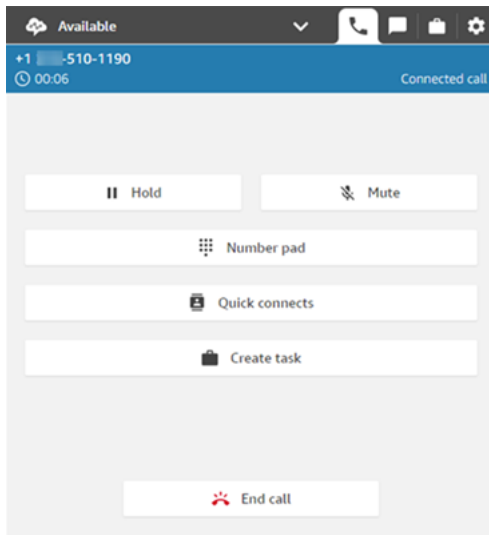 Available
+1 -510-1190
00:06 Connected call
Hold Mute
Number pad
Quick connects
Create task
End call